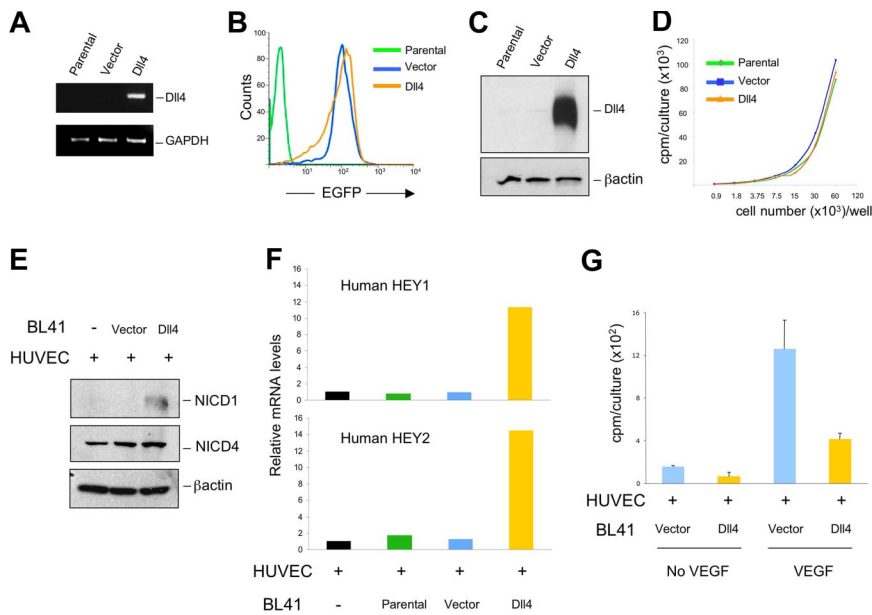 A
Parental
Vector
Dll4
– Dll4
– GAPDH
B
Counts
100
80
60
40
20
0
10¹
10²
10³
10⁴
EGFP
Parental
Vector
Dll4
C
Parental
Vector
Dll4
– Dll4
– βactin
D
cpm/culture (x10³)
120
100
80
60
40
20
Parental
Vector
Dll4
0.9 1.8 3.75 7.5 15 30 60 120
cell number (x10³)/well
E
BL41 - Vector Dll4
HUVEC + + +
– NICD1
– NICD4
– βactin
F
Relative mRNA levels
Human HEY1
16
14
12
10
8
6
4
2
0
Human HEY2
16
14
12
10
8
6
4
2
0
HUVEC + + + +
BL41 - Parental Vector Dll4
G
cpm/culture (x10²)
16
12
8
4
0
HUVEC + + + +
BL41 Vector Dll4 Vector Dll4
No VEGF VEGF